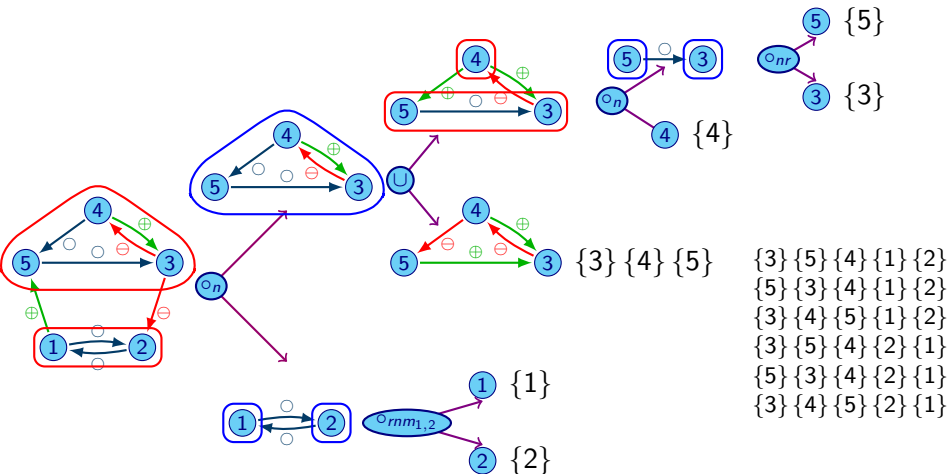 5 {5}
4
5 ○ 3
∘nr
⊕
⊕ ○ ⊖
5 3
∘n
3 {3}
4
4 {4}
⊕
○ ○ ⊖
5 3
∪
4
⊕
4
⊕
⊖ ⊕ ⊖
○ ○ ⊖
5 3 {3} {4} {5}
5 3
∘n
{3} {5} {4} {1} {2}
{5} {3} {4} {1} {2}
{3} {4} {5} {1} {2}
{3} {5} {4} {2} {1}
{5} {3} {4} {2} {1}
{3} {4} {5} {2} {1}
⊕ ⊖
○
1 2
○
1 {1}
○
1 2
○
∘rnm1,2
2 {2}